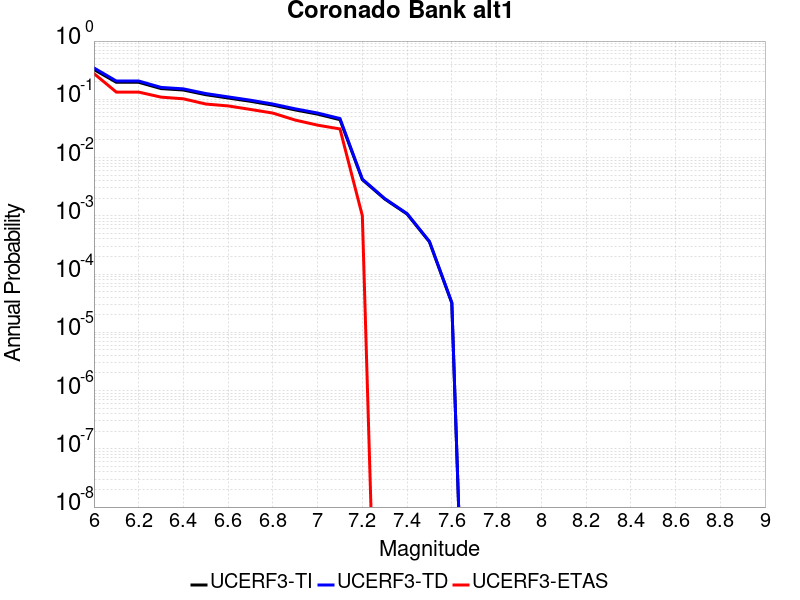 Coronado Bank alt1
10^0
10^-1
10^-2
10^-3
10^-4
10^-5
10^-6
10^-7
10^-8
Annual Probability
6 6.2 6.4 6.6 6.8 7 7.2 7.4 7.6 7.8 8 8.2 8.4 8.6 8.8 9
Magnitude
UCERF3-TI UCERF3-TD UCERF3-ETAS